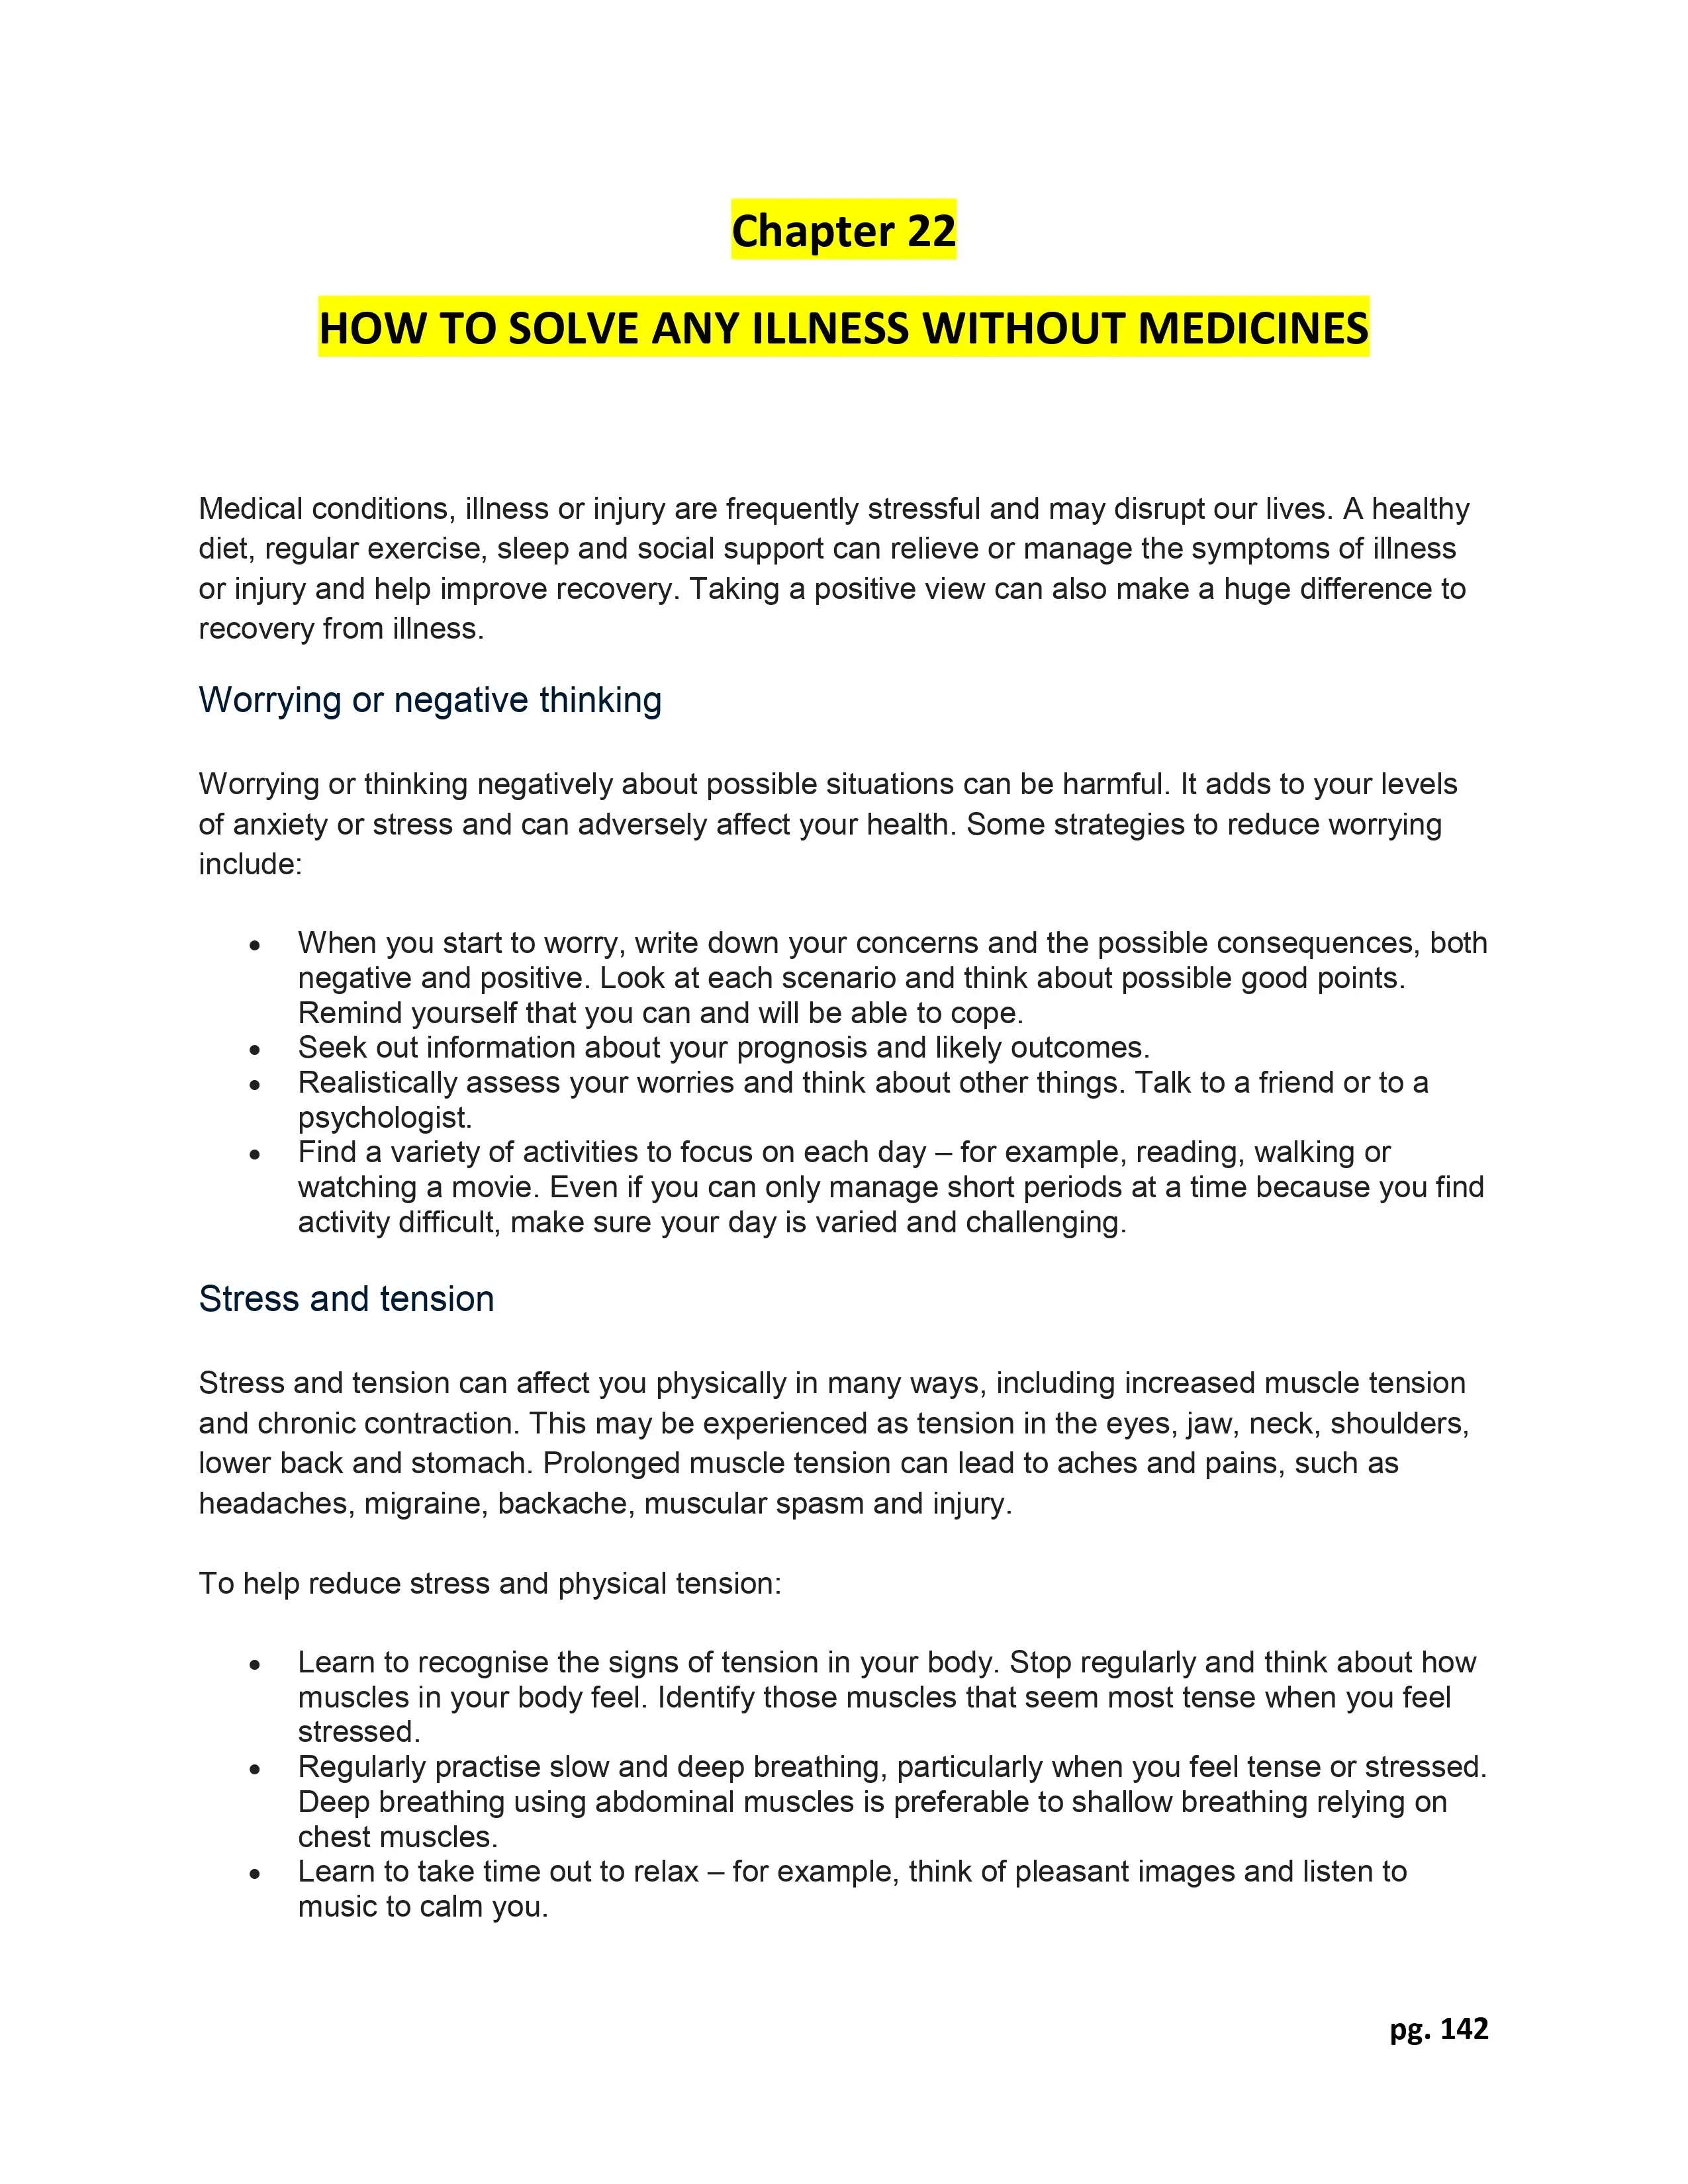 Chapter 22
HOW TO SOLVE ANY ILLNESS WITHOUT MEDICINES
Medical conditions, illness or injury are frequently stressful and may disrupt our lives. A healthy
diet, regular exercise, sleep and social support can relieve or manage the symptoms of illness
or injury and help improve recovery. Taking a positive view can also make a huge difference to
recovery from illness.
Worrying or negative thinking
Worrying or thinking negatively about possible situations can be harmful. It adds to your levels
of anxiety or stress and can adversely affect your health. Some strategies to reduce worrying
include:
• When you start to worry, write down your concerns and the possible consequences, both
negative and positive. Look at each scenario and think about possible good points.
Remind yourself that you can and will be able to cope.
• Seek out information about your prognosis and likely outcomes.
• Realistically assess your worries and think about other things. Talk to a friend or to a
psychologist.
• Find a variety of activities to focus on each day – for example, reading, walking or
watching a movie. Even if you can only manage short periods at a time because you find
activity difficult, make sure your day is varied and challenging.
Stress and tension
Stress and tension can affect you physically in many ways, including increased muscle tension
and chronic contraction. This may be experienced as tension in the eyes, jaw, neck, shoulders,
lower back and stomach. Prolonged muscle tension can lead to aches and pains, such as
headaches, migraine, backache, muscular spasm and injury.
To help reduce stress and physical tension:
• Learn to recognise the signs of tension in your body. Stop regularly and think about how
muscles in your body feel. Identify those muscles that seem most tense when you feel
stressed.
• Regularly practise slow and deep breathing, particularly when you feel tense or stressed.
Deep breathing using abdominal muscles is preferable to shallow breathing relying on
chest muscles.
• Learn to take time out to relax – for example, think of pleasant images and listen to
music to calm you.
pg. 142